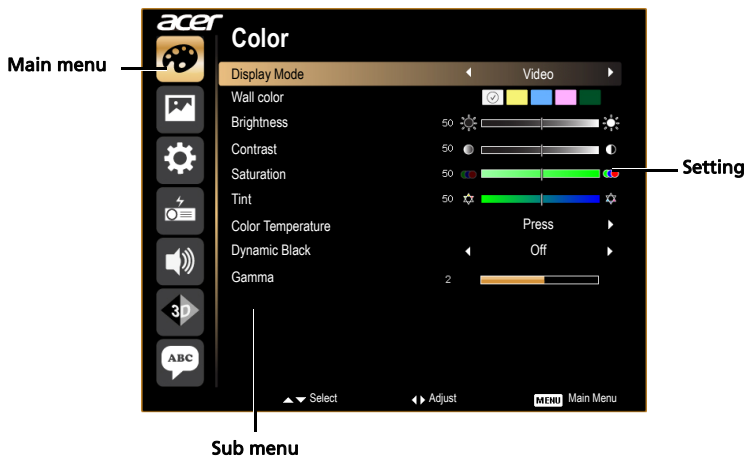 acer
Color
Main menu
Display Mode Video
Wall color
Brightness 50
Contrast 50
Saturation 50
Setting
Tint 50
Color Temperature Press
Dynamic Black Off
Gamma 2
3D
ABC
Select Adjust MENU Main Menu
Sub menu